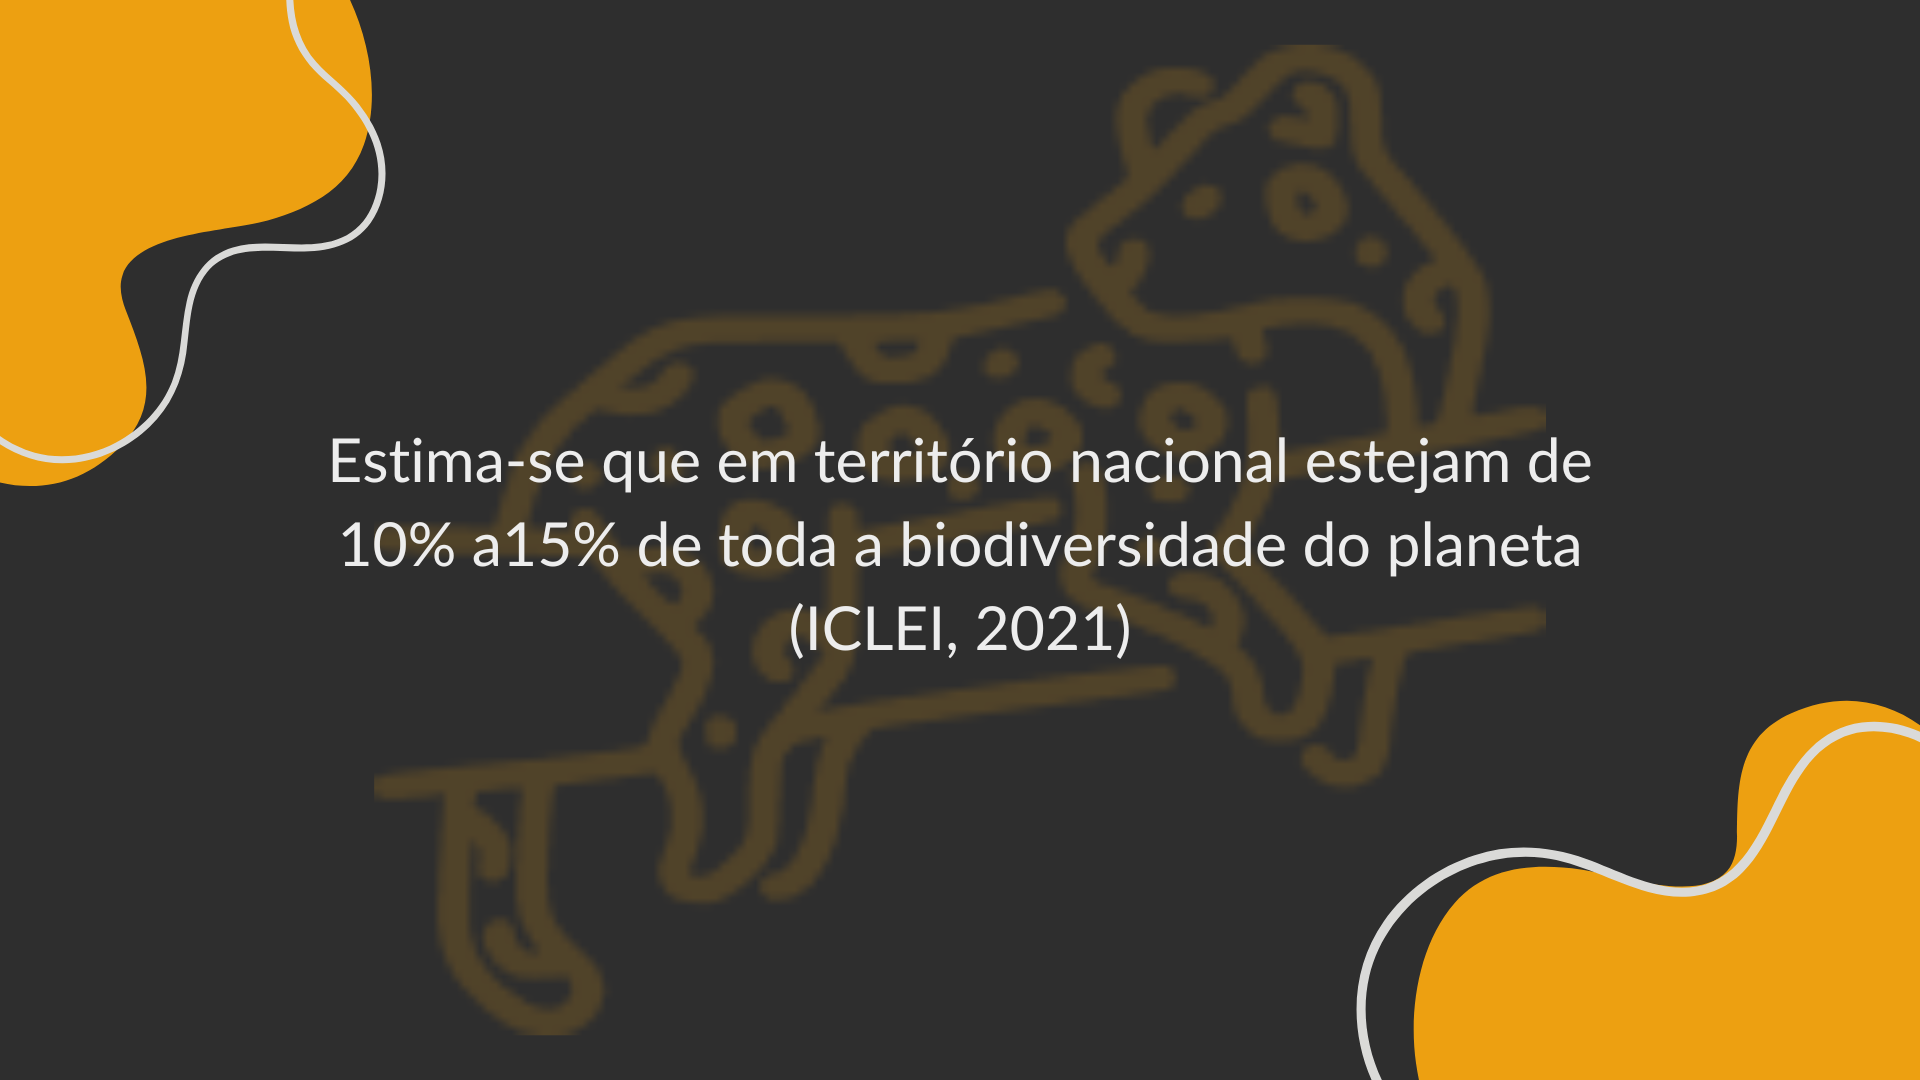 Estima-se que em território nacional estejam de
10% a15% de toda a biodiversidade do planeta
(ICLEI, 2021)